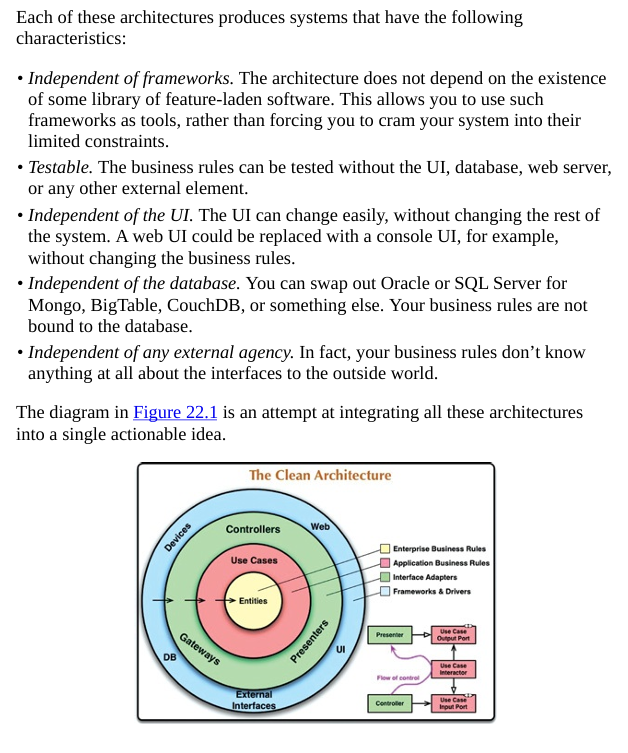 Each of these architectures produces systems that have the following
characteristics:
• Independent of frameworks. The architecture does not depend on the existence
of some library of feature-laden software. This allows you to use such
frameworks as tools, rather than forcing you to cram your system into their
limited constraints.
• Testable. The business rules can be tested without the UI, database, web server,
or any other external element.
• Independent of the UI. The UI can change easily, without changing the rest of
the system. A web UI could be replaced with a console UI, for example,
without changing the business rules.
• Independent of the database. You can swap out Oracle or SQL Server for
Mongo, BigTable, CouchDB, or something else. Your business rules are not
bound to the database.
• Independent of any external agency. In fact, your business rules don’t know
anything at all about the interfaces to the outside world.
The diagram in Figure 22.1 is an attempt at integrating all these architectures
into a single actionable idea.
The Clean Architecture
Devices
Controllers
Web
Use Cases
Entities
Gateways
Presenters
DB
UI
External
Interfaces
Enterprise Business Rules
Application Business Rules
Interface Adapters
Frameworks & Drivers
Presenter
Use Case
Output Port
Use Case
Interactor
Flow of control
Controller
Use Case
Input Port